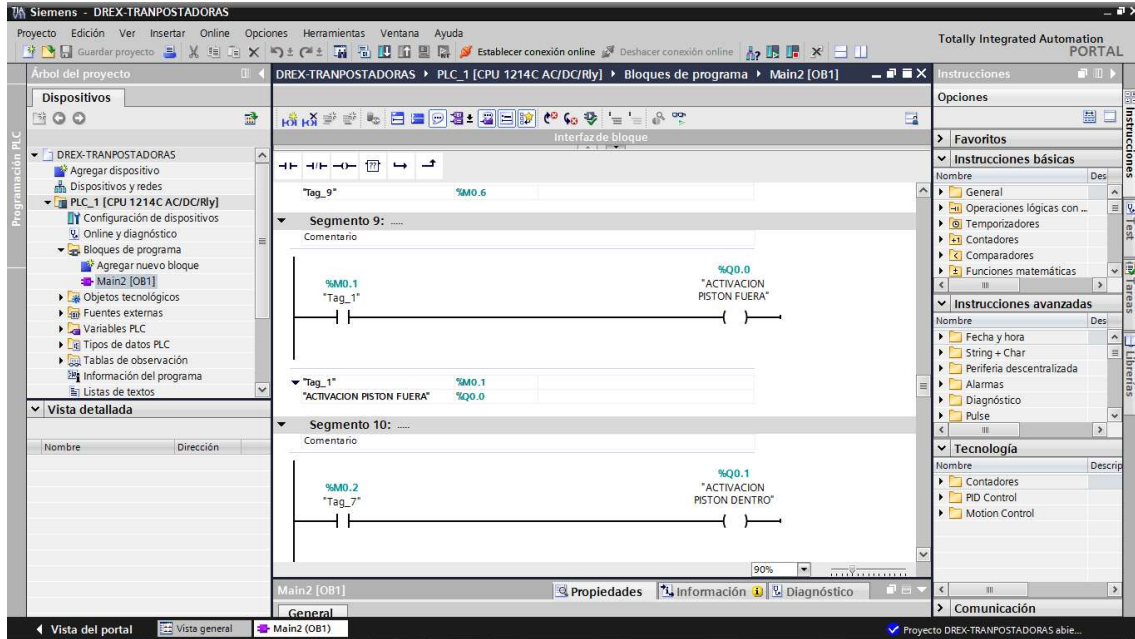 Siemens - DREX-TRANPOSTADORAS
Proyecto Edición Ver Insertar Online Opciones Herramientas Ventana Ayuda
Guardar proyecto Establecer conexión online Deshacer conexión online
Totally Integrated Automation
PORTAL
Árbol del proyecto
Dispositivos
Programación PLC
DREX-TRANPOSTADORAS
Agregar dispositivo
Dispositivos y redes
PLC_1 [CPU 1214C AC/DC/Rly]
Configuración de dispositivos
Online y diagnóstico
Bloques de programa
Agregar nuevo bloque
Main2 [OB1]
Objetos tecnológicos
Fuentes externas
Variables PLC
Tipos de datos PLC
Tablas de observación
Información del programa
Listas de textos
Vista detallada
Nombre Dirección
DREX-TRANPOSTADORAS PLC_1 [CPU 1214C AC/DC/Rly] Bloques de programa Main2 [OB1]
Interfaz de bloque
"Tag_9" %M0.6
Segmento 9: .....
Comentario
%Q0.0
%M0.1 "ACTIVACION
"Tag_1" PISTON FUERA"
"Tag_1" %M0.1
"ACTIVACION PISTON FUERA" %Q0.0
Segmento 10: .....
Comentario
%Q0.1
%M0.2 "ACTIVACION
"Tag_7" PISTON DENTRO"
90%
Main2 [OB1]
Propiedades Información Diagnóstico
General
Instrucciones
Opciones
Favoritos
Instrucciones básicas
Nombre Des
General
Operaciones lógicas con ...
Temporizadores
Contadores
Comparadores
Funciones matemáticas
Instrucciones avanzadas
Nombre Des
Fecha y hora
String + Char
Periferia descentralizada
Alarmas
Diagnóstico
Pulse
Tecnología
Nombre Descrip
Contadores
PID Control
Motion Control
Comunicación
Instrucciones
Test
Tareas
Librerías
Vista del portal Vista general Main2 (OB1)
Proyecto DREX-TRANPOSTADORAS abie...